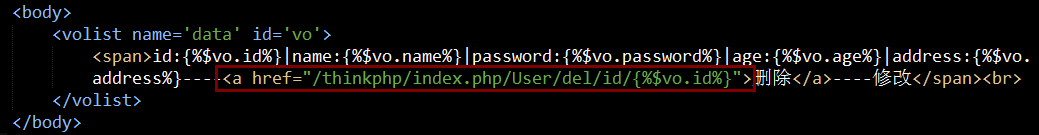 <body>
<volist name='data' id='vo'>
<span>id:{%$vo.id%}|name:{%$vo.name%}|password:{%$vo.password%}|age:{%$vo.age%}|address:{%$vo.
address%}----<a href="/thinkphp/index.php/User/del/id/{%$vo.id%}">删除</a>----修改</span><br>
</volist>
</body>